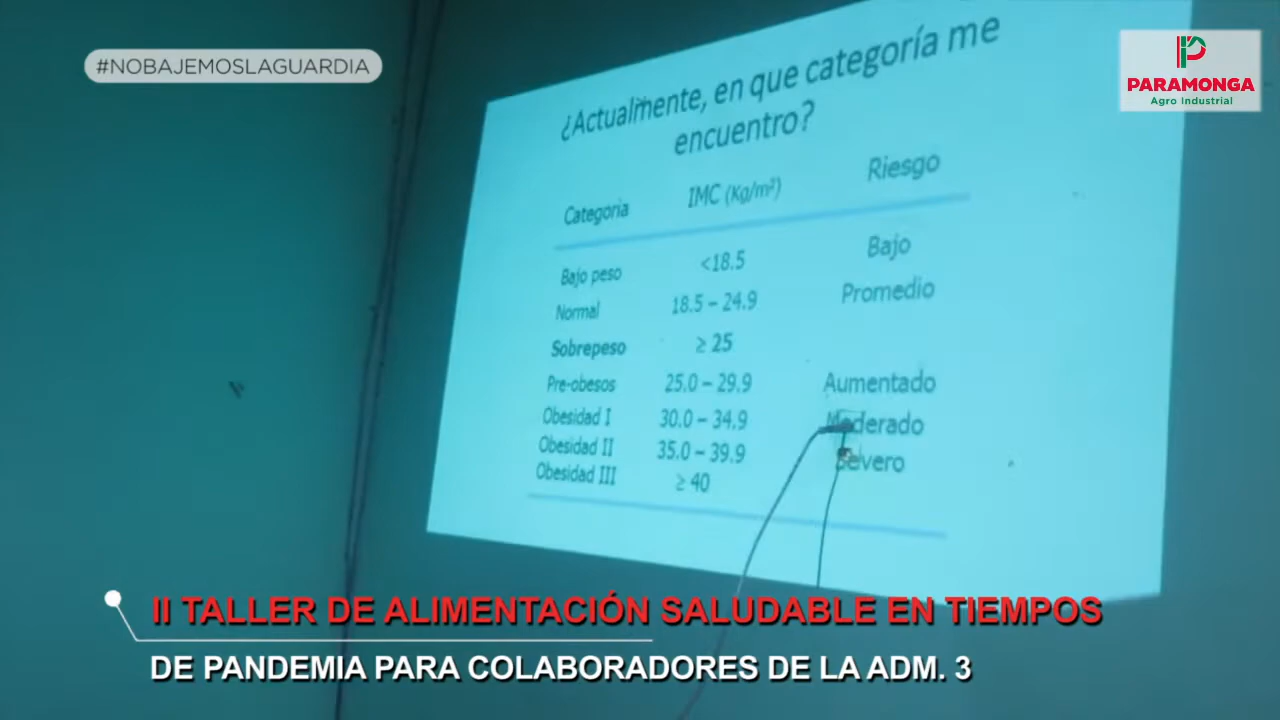 #NOBAJEMOSLAGUARDIA
PARAMONGA
Agro Industrial
¿Actualmente, en que categoría me
encuentro?
Categoria IMC (Kg/m²) Riesgo
Bajo peso <18.5 Bajo
Normal 18.5 – 24.9 Promedio
Sobrepeso ≥ 25
Pre-obesos 25.0 – 29.9 Aumentado
Obesidad I 30.0 – 34.9 Moderado
Obesidad II 35.0 – 39.9 Severo
Obesidad III ≥ 40
II TALLER DE ALIMENTACIÓN SALUDABLE EN TIEMPOS
DE PANDEMIA PARA COLABORADORES DE LA ADM. 3